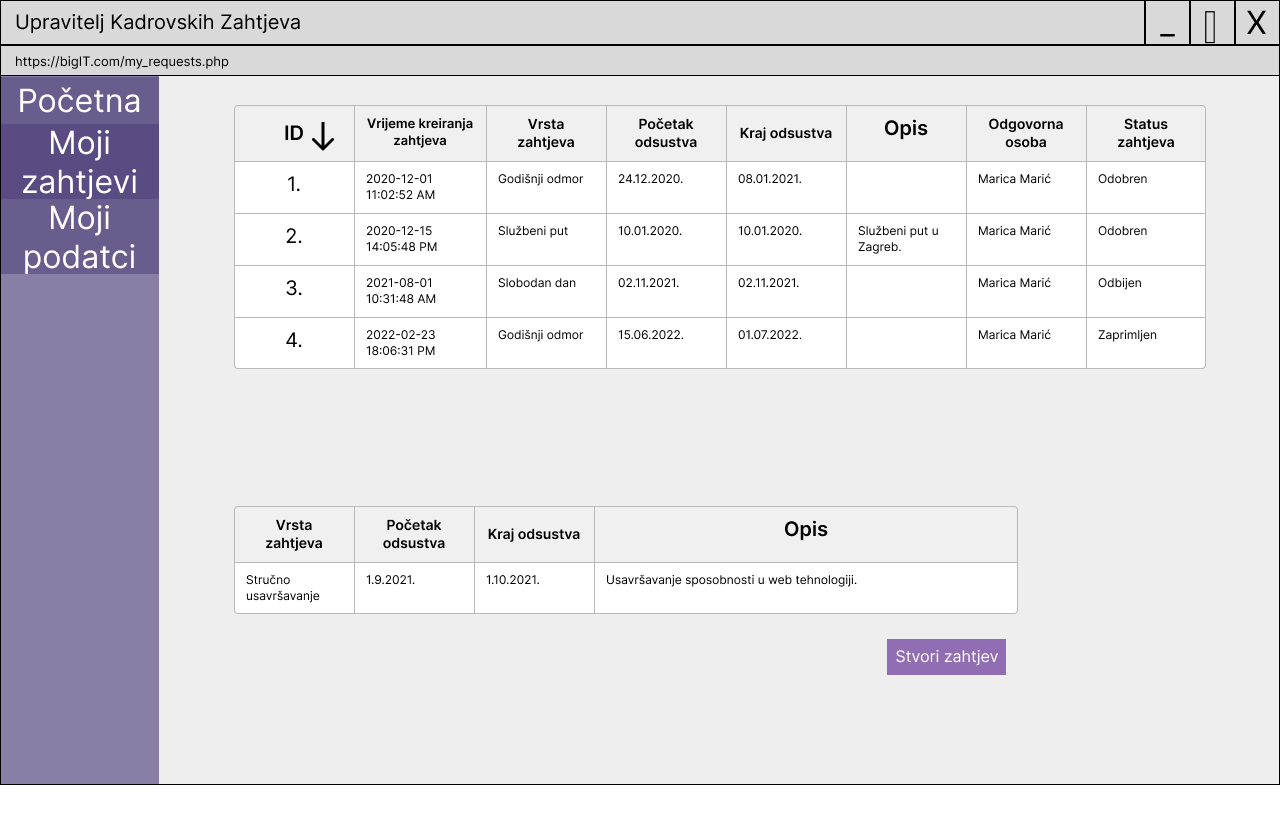 Upravitelj Kadrovskih Zahtjeva
_ X
https://bigIT.com/my_requests.php
Početna
Moji
zahtjevi
Moji
podatci
ID ↓
Vrijeme kreiranja
zahtjeva
Vrsta
zahtjeva
Početak
odsustva
Kraj odsustva
Opis
Odgovorna
osoba
Status
zahtjeva
1.
2020-12-01
11:02:52 AM
Godišnji odmor
24.12.2020.
08.01.2021.
Marica Marić
Odobren
2.
2020-12-15
14:05:48 PM
Službeni put
10.01.2020.
10.01.2020.
Službeni put u
Zagreb.
Marica Marić
Odobren
3.
2021-08-01
10:31:48 AM
Slobodan dan
02.11.2021.
02.11.2021.
Marica Marić
Odbijen
4.
2022-02-23
18:06:31 PM
Godišnji odmor
15.06.2022.
01.07.2022.
Marica Marić
Zaprimljen
Vrsta
zahtjeva
Početak
odsustva
Kraj odsustva
Opis
Stručno
usavršavanje
1.9.2021.
1.10.2021.
Usavršavanje sposobnosti u web tehnologiji.
Stvori zahtjev